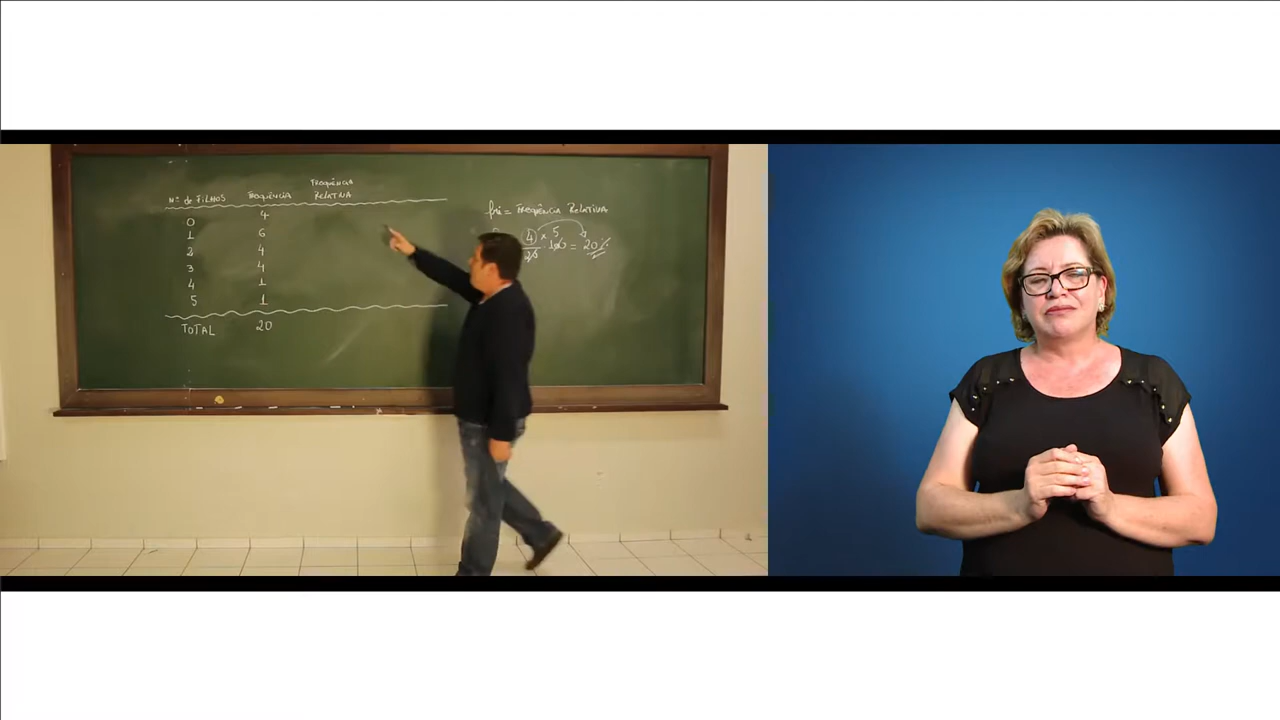 Nº de FILHOS FREQUÊNCIA FREQUÊNCIA RELATIVA
0 4
1 6
2 4
3 4
4 1
5 1
TOTAL 20
fri = FREQUÊNCIA RELATIVA
4/20 · 100 = 20%
× 5